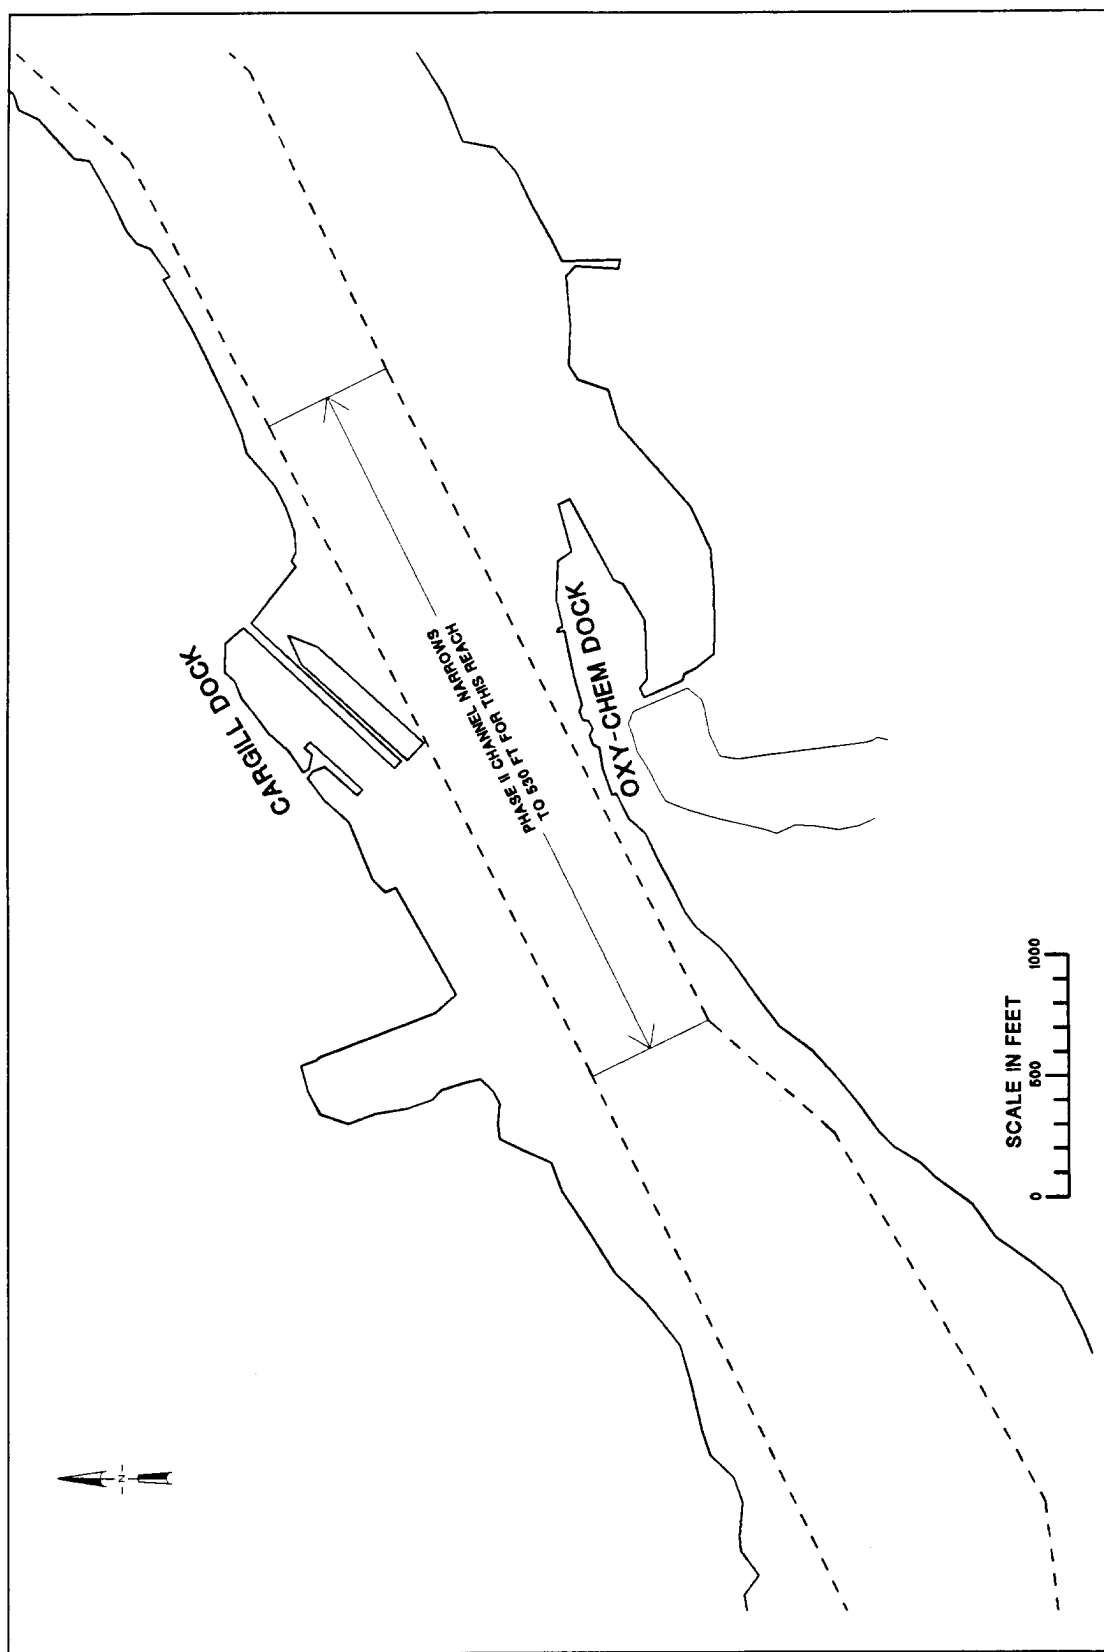 N
CARGILL DOCK
PHASE II CHANNEL NARROWS
TO 530 FT FOR THIS REACH
OXY-CHEM DOCK
SCALE IN FEET
0 500 1000